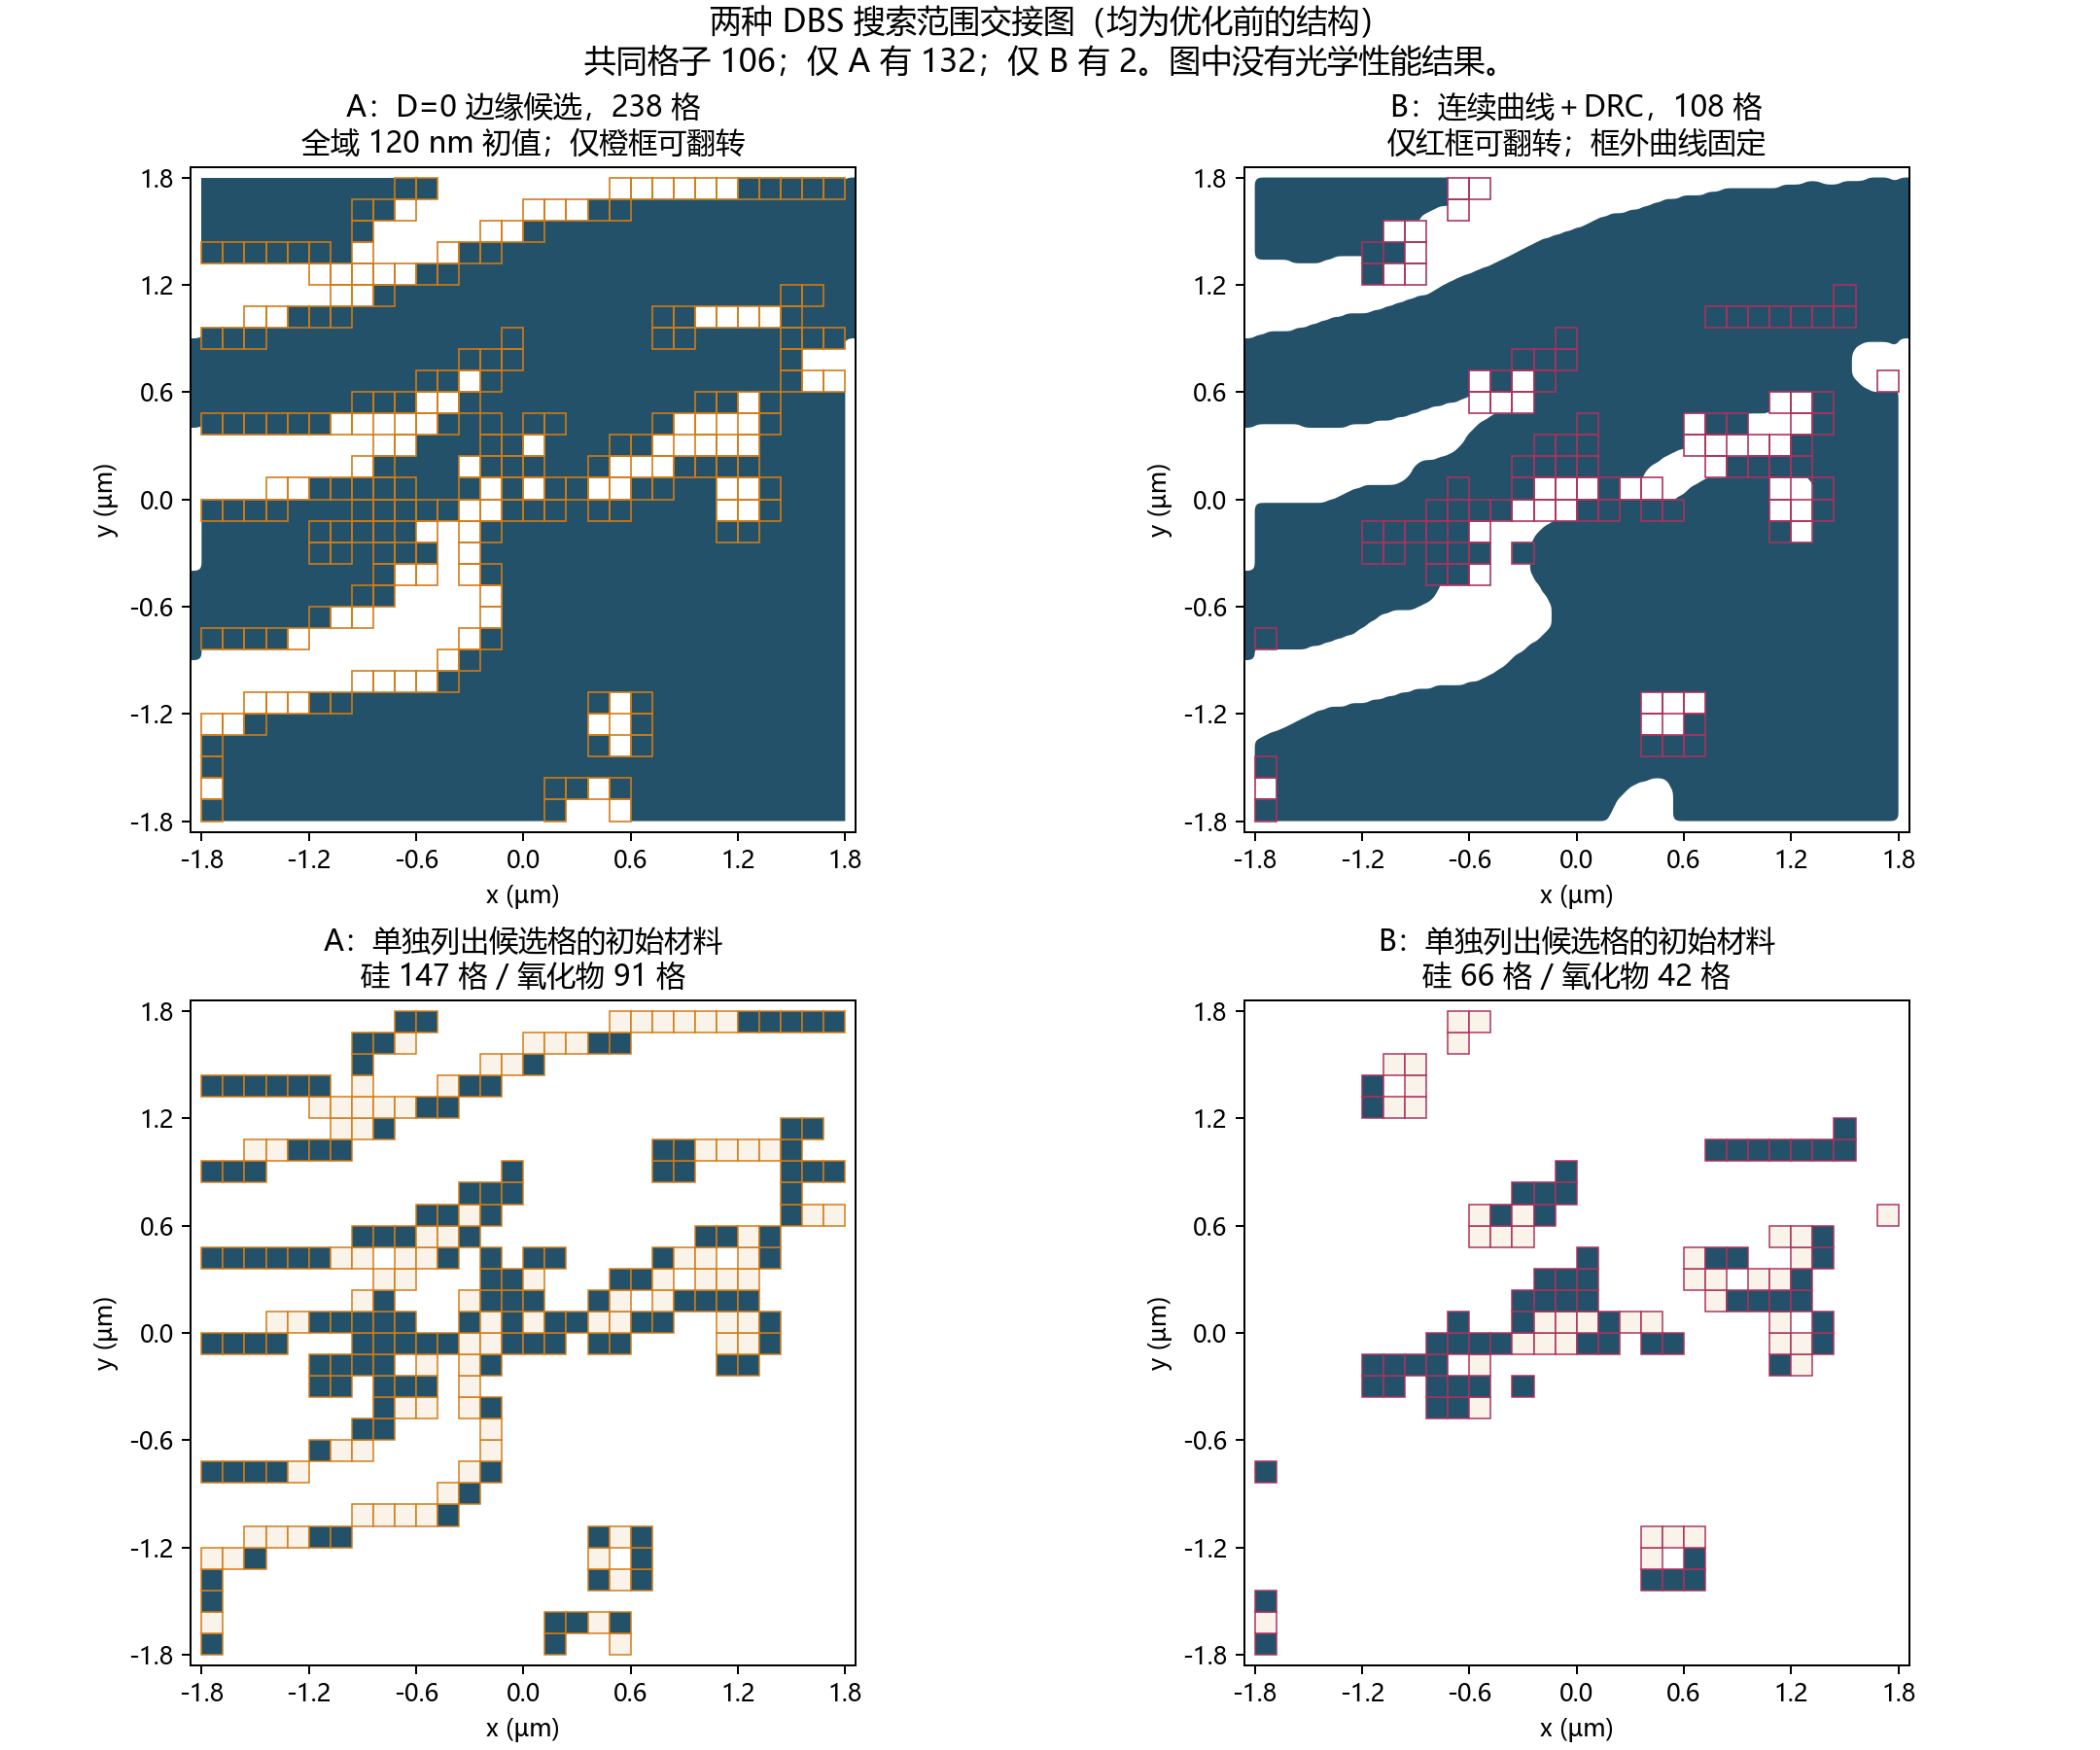 两种 DBS 搜索范围交接图（均为优化前的结构）
共同格子 106；仅 A 有 132；仅 B 有 2。图中没有光学性能结果。
A：D=0 边缘候选，238 格
全域 120 nm 初值；仅橙框可翻转
1.8
1.2
0.6
0.0
-0.6
-1.2
-1.8
y (μm)
-1.8 -1.2 -0.6 0.0 0.6 1.2 1.8
x (μm)
B：连续曲线 + DRC，108 格
仅红框可翻转；框外曲线固定
1.8
1.2
0.6
0.0
-0.6
-1.2
-1.8
y (μm)
-1.8 -1.2 -0.6 0.0 0.6 1.2 1.8
x (μm)
A：单独列出候选格的初始材料
硅 147 格 / 氧化物 91 格
1.8
1.2
0.6
0.0
-0.6
-1.2
-1.8
y (μm)
-1.8 -1.2 -0.6 0.0 0.6 1.2 1.8
x (μm)
B：单独列出候选格的初始材料
硅 66 格 / 氧化物 42 格
1.8
1.2
0.6
0.0
-0.6
-1.2
-1.8
y (μm)
-1.8 -1.2 -0.6 0.0 0.6 1.2 1.8
x (μm)